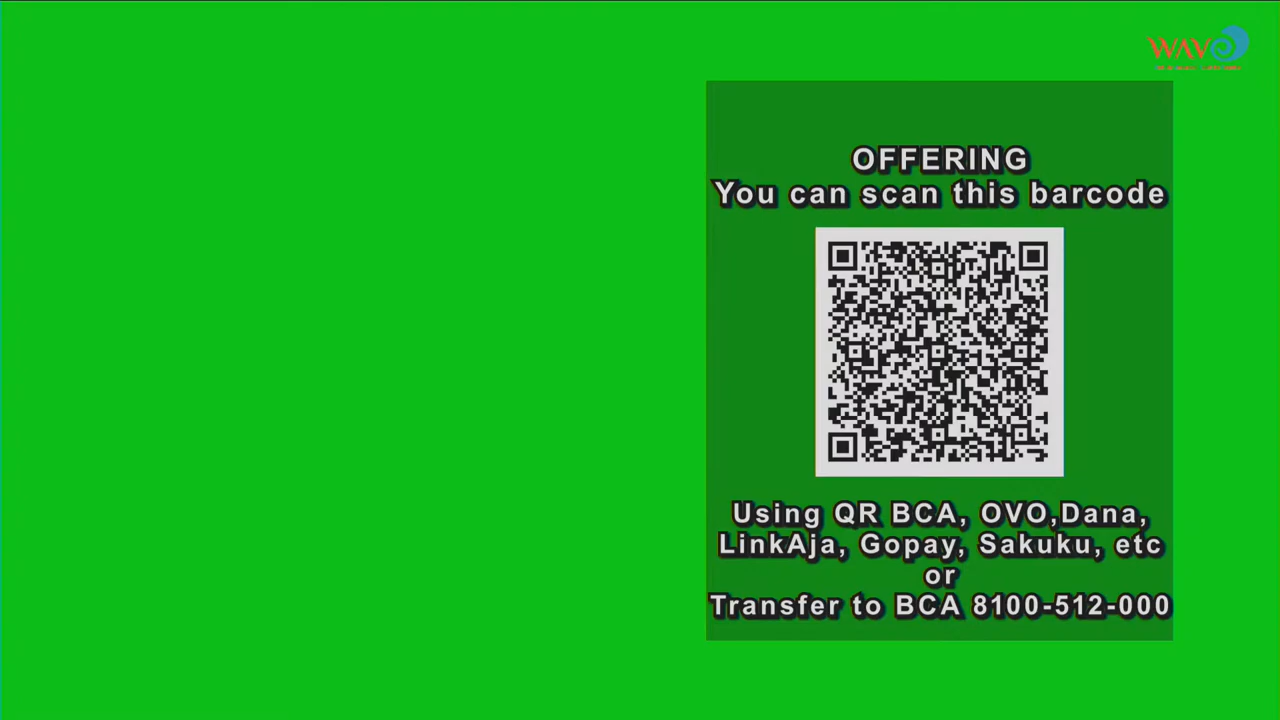 WAV
OFFERING
You can scan this barcode
Using QR BCA, OVO,Dana,
LinkAja, Gopay, Sakuku, etc
or
Transfer to BCA 8100-512-000